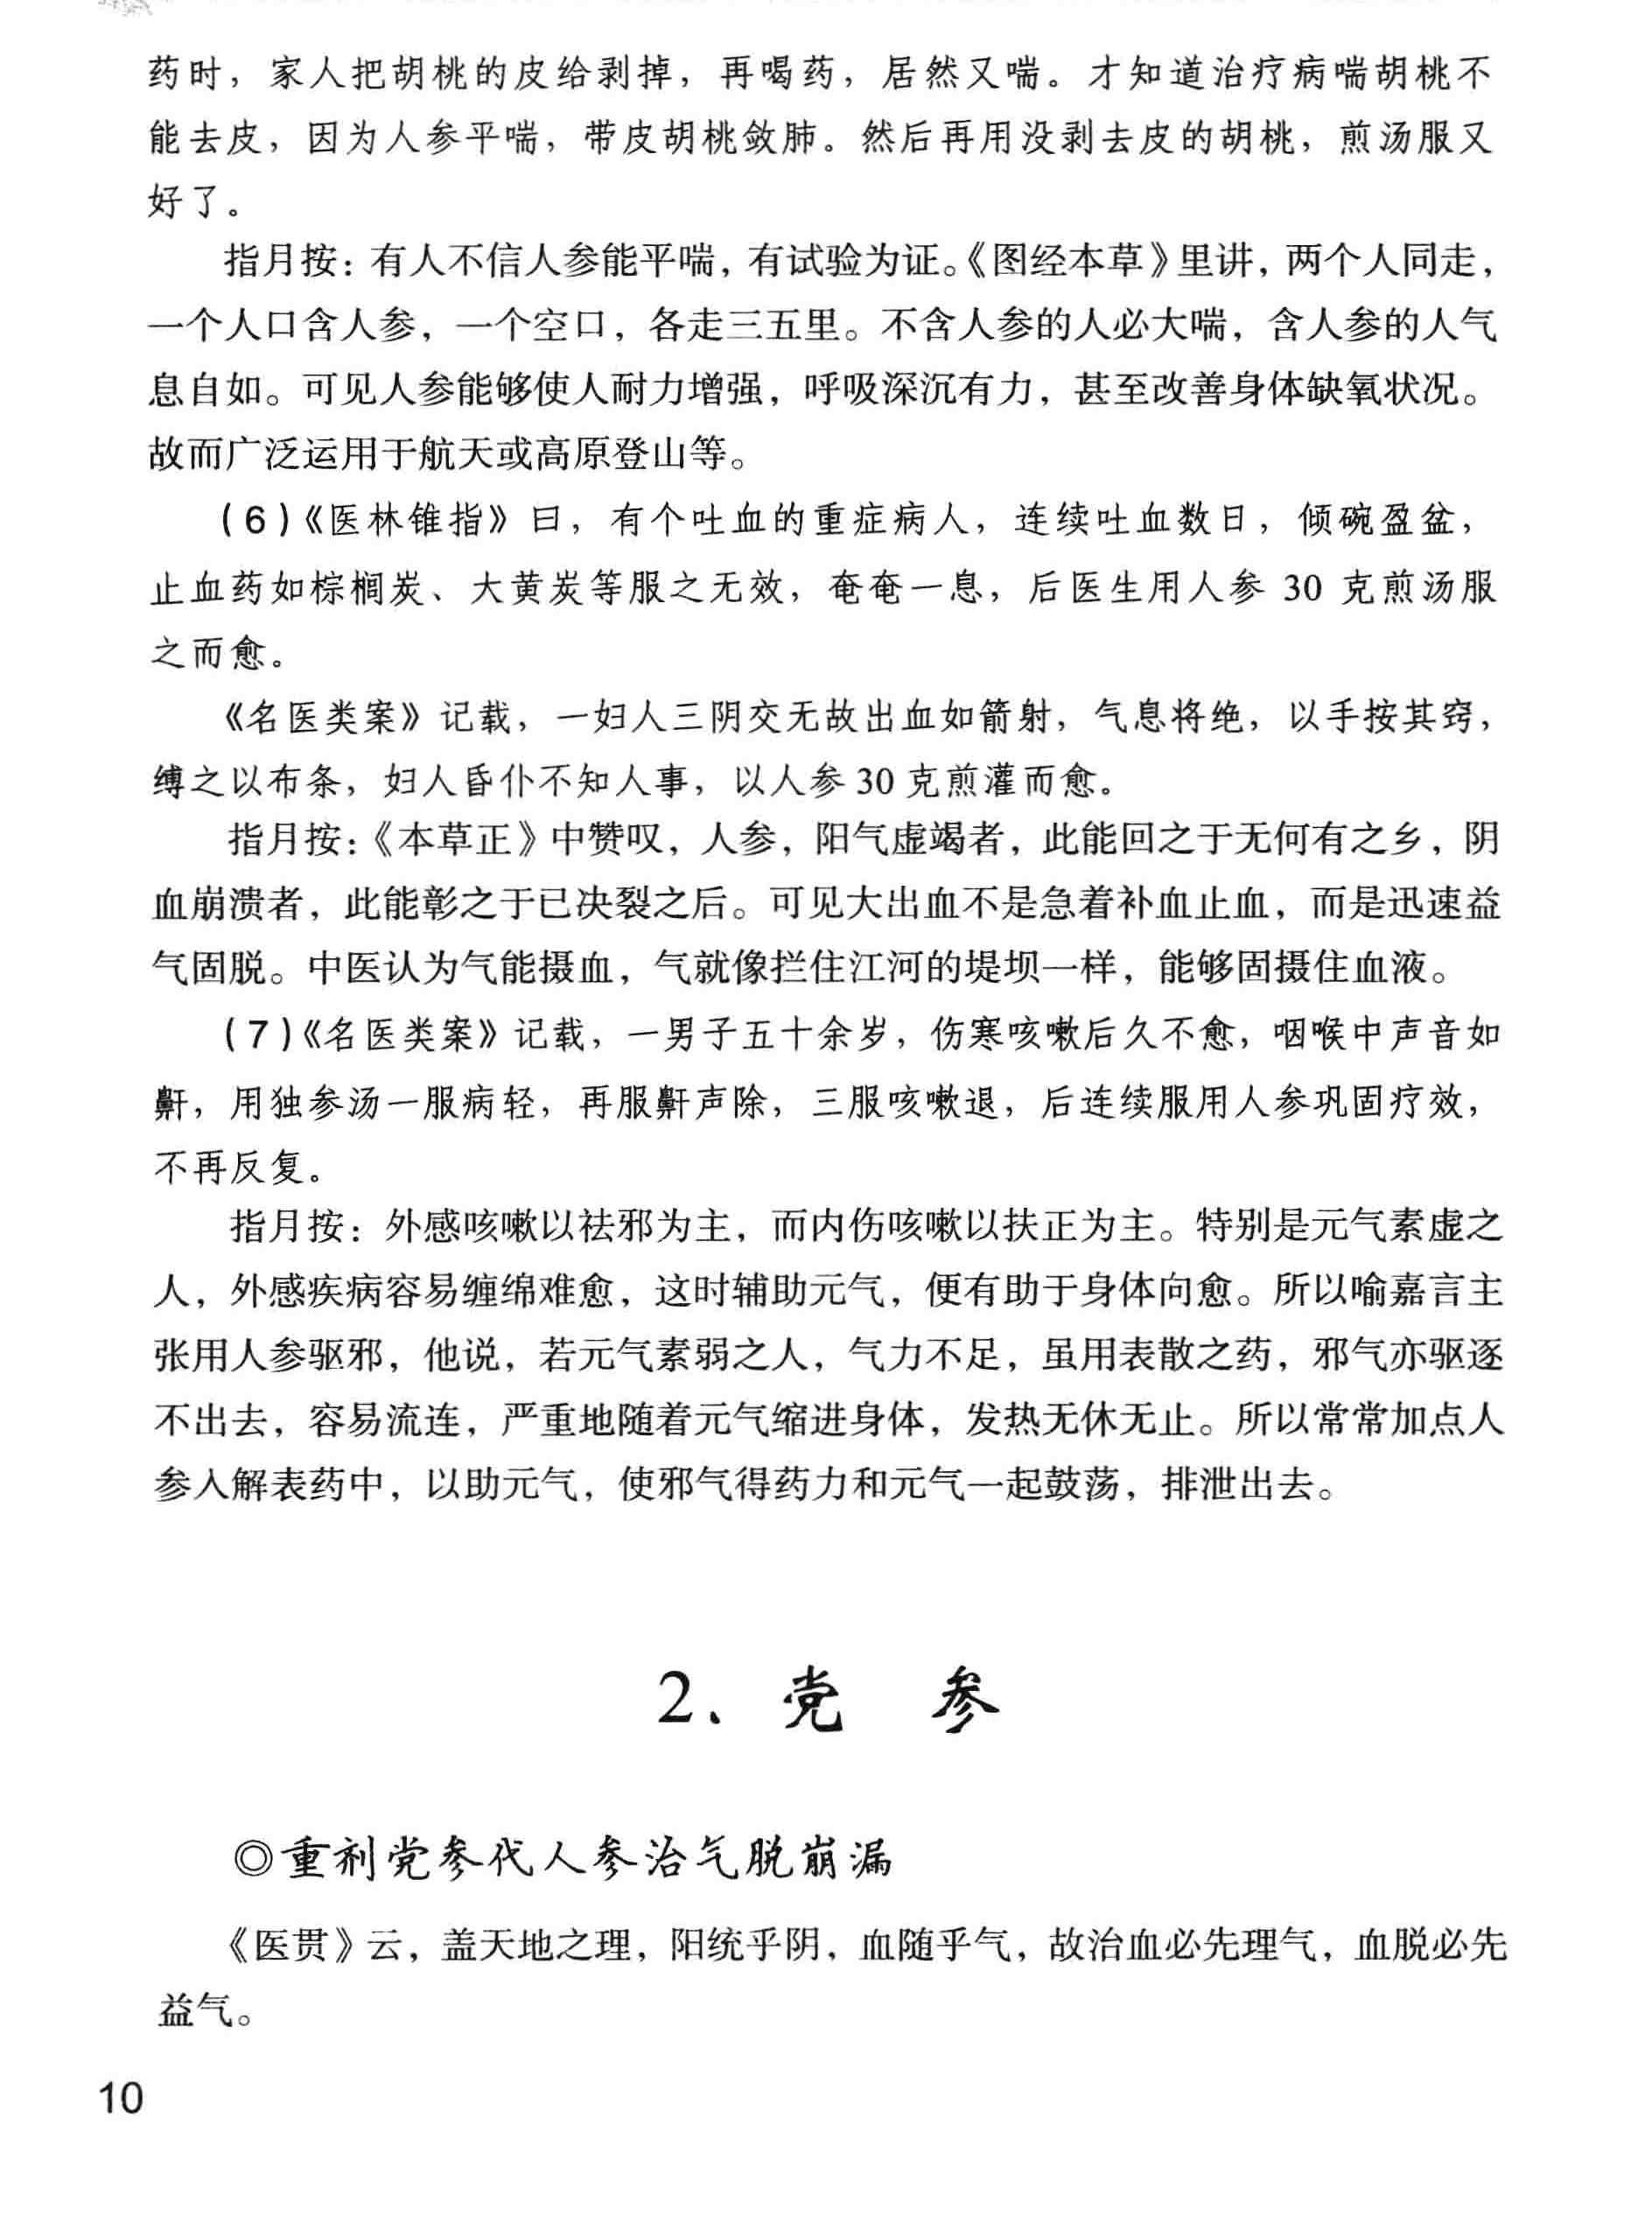 药时，家人把胡桃的皮给剥掉，再喝药，居然又喘。才知道治疗病喘胡桃不
能去皮，因为人参平喘，带皮胡桃敛肺。然后再用没剥去皮的胡桃，煎汤服又
好了。
指月按：有人不信人参能平喘，有试验为证。《图经本草》里讲，两个人同走，
一个人口含人参，一个空口，各走三五里。不含人参的人必大喘，含人参的人气
息自如。可见人参能够使人耐力增强，呼吸深沉有力，甚至改善身体缺氧状况。
故而广泛运用于航天或高原登山等。
(6)《医林锥指》曰，有个吐血的重症病人，连续吐血数日，倾碗盈盆，
止血药如棕榈炭、大黄炭等服之无效，奄奄一息，后医生用人参 30 克煎汤服
之而愈。
《名医类案》记载，一妇人三阴交无故出血如箭射，气息将绝，以手按其窍，
缚之以布条，妇人昏仆不知人事，以人参 30 克煎灌而愈。
指月按：《本草正》中赞叹，人参，阳气虚竭者，此能回之于无何有之乡，阴
血崩溃者，此能彰之于已决裂之后。可见大出血不是急着补血止血，而是迅速益
气固脱。中医认为气能摄血，气就像拦住江河的堤坝一样，能够固摄住血液。
(7)《名医类案》记载，一男子五十余岁，伤寒咳嗽后久不愈，咽喉中声音如
鼾，用独参汤一服病轻，再服鼾声除，三服咳嗽退，后连续服用人参巩固疗效，
不再反复。
指月按：外感咳嗽以祛邪为主，而内伤咳嗽以扶正为主。特别是元气素虚之
人，外感疾病容易缠绵难愈，这时辅助元气，便有助于身体向愈。所以喻嘉言主
张用人参驱邪，他说，若元气素弱之人，气力不足，虽用表散之药，邪气亦驱逐
不出去，容易流连，严重地随着元气缩进身体，发热无休无止。所以常常加点人
参入解表药中，以助元气，使邪气得药力和元气一起鼓荡，排泄出去。
2、党 参
◎重剂党参代人参治气脱崩漏
《医贯》云，盖天地之理，阳统乎阴，血随乎气，故治血必先理气，血脱必先
益气。
10